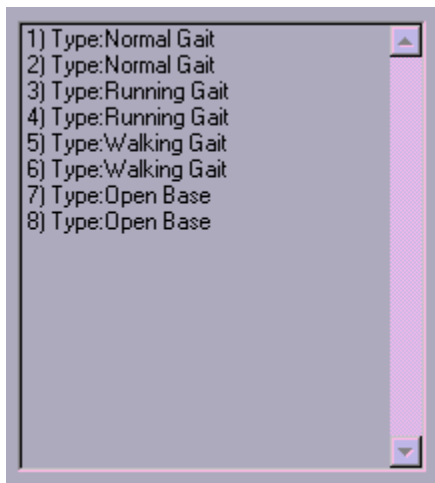 1) Type:Normal Gait
2) Type:Normal Gait
3) Type:Running Gait
4) Type:Running Gait
5) Type:Walking Gait
6) Type:Walking Gait
7) Type:Open Base
8) Type:Open Base